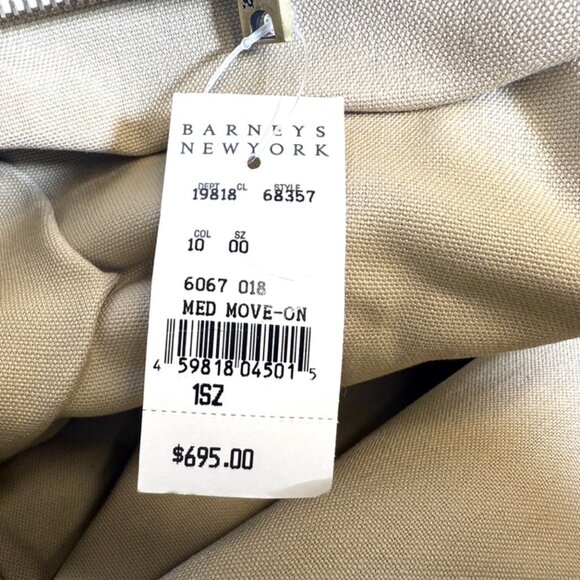 BARNEYS
NEWYORK
DEPT CL STYLE
19818 68357
COL SZ
10 00
6067 018
MED MOVE-ON
4 59818 04501 5
1SZ
$695.00